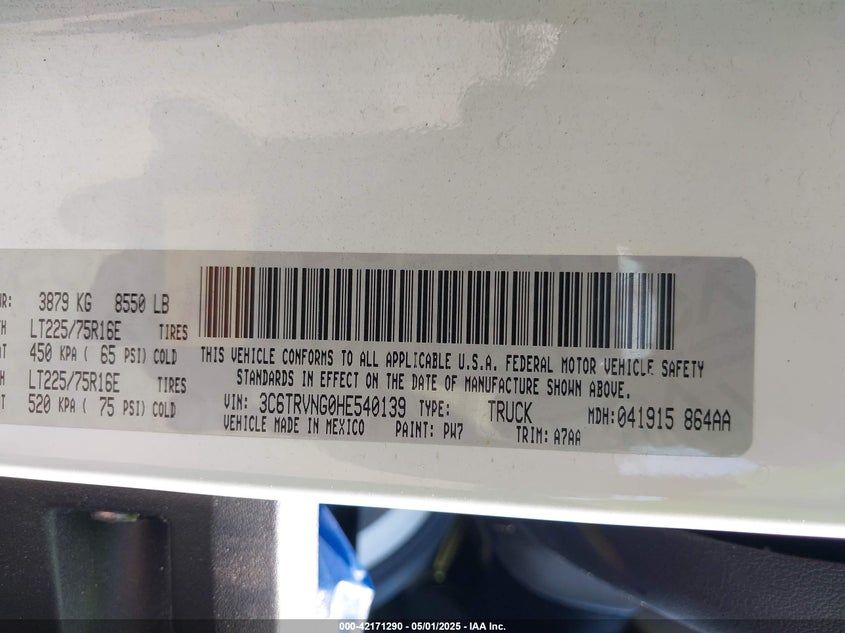 3879 KG 8550 LB
LT225/75R16E TIRES
450 KPA ( 65 PSI) COLD
LT225/75R16E TIRES
520 KPA ( 75 PSI) COLD
THIS VEHICLE CONFORMS TO ALL APPLICABLE U.S.A. FEDERAL MOTOR VEHICLE SAFETY
STANDARDS IN EFFECT ON THE DATE OF MANUFACTURE SHOWN ABOVE.
VIN: 3C6TRVNG0HE540139 TYPE: TRUCK MDH:041915 864AA
VEHICLE MADE IN MEXICO PAINT: PW7 TRIM: A7AA
000-42171290 - 05/01/2025 - IAA Inc.